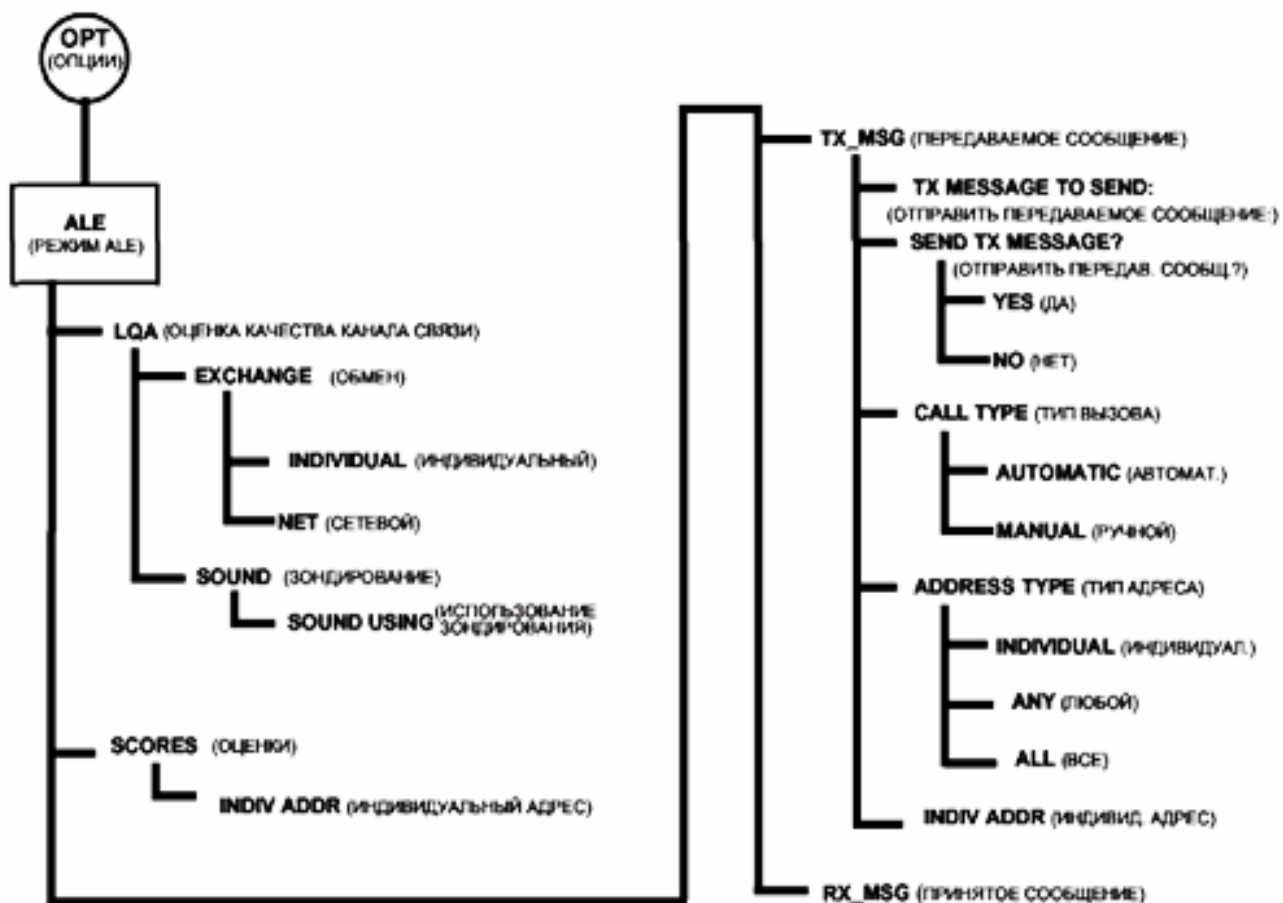 OPT
(ОПЦИИ)
ALE
(РЕЖИМ ALE)
LQA (ОЦЕНКА КАЧЕСТВА КАНАЛА СВЯЗИ)
EXCHANGE (ОБМЕН)
INDIVIDUAL (ИНДИВИДУАЛЬНЫЙ)
NET (СЕТЕВОЙ)
SOUND (ЗОНДИРОВАНИЕ)
SOUND USING (ИСПОЛЬЗОВАНИЕ
ЗОНДИРОВАНИЯ)
SCORES (ОЦЕНКИ)
INDIV ADDR (ИНДИВИДУАЛЬНЫЙ АДРЕС)
TX_MSG (ПЕРЕДАВАЕМОЕ СООБЩЕНИЕ)
TX MESSAGE TO SEND:
(ОТПРАВИТЬ ПЕРЕДАВАЕМОЕ СООБЩЕНИЕ:)
SEND TX MESSAGE?
(ОТПРАВИТЬ ПЕРЕДАВ. СООБЩ.?)
YES (ДА)
NO (НЕТ)
CALL TYPE (ТИП ВЫЗОВА)
AUTOMATIC (АВТОМАТ.)
MANUAL (РУЧНОЙ)
ADDRESS TYPE (ТИП АДРЕСА)
INDIVIDUAL (ИНДИВИДУАЛ.)
ANY (ЛЮБОЙ)
ALL (ВСЕ)
INDIV ADDR (ИНДИВИД. АДРЕС)
RX_MSG (ПРИНЯТОЕ СООБЩЕНИЕ)